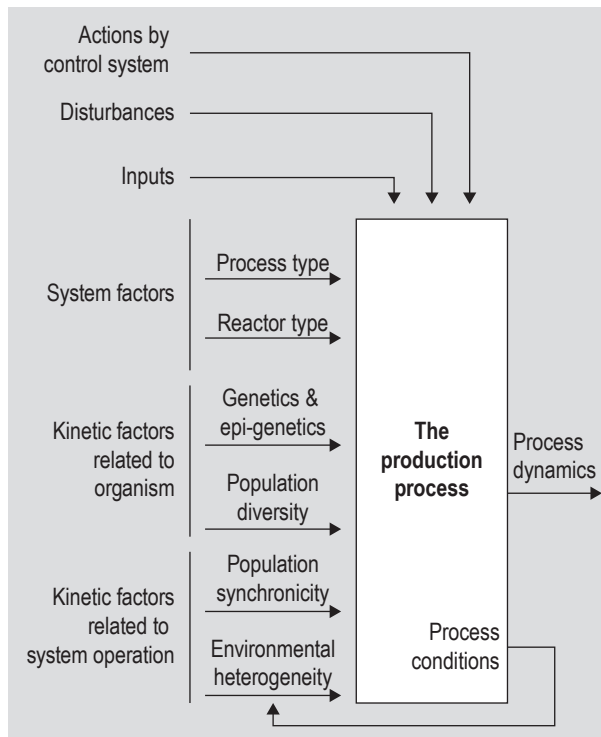 Actions by
control system
Disturbances
Inputs
System factors
Process type
Reactor type
Kinetic factors
related to
organism
Genetics &
epi-genetics
Population
diversity
Kinetic factors
related to
system operation
Population
synchronicity
Environmental
heterogeneity
The
production
process
Process
conditions
Process
dynamics